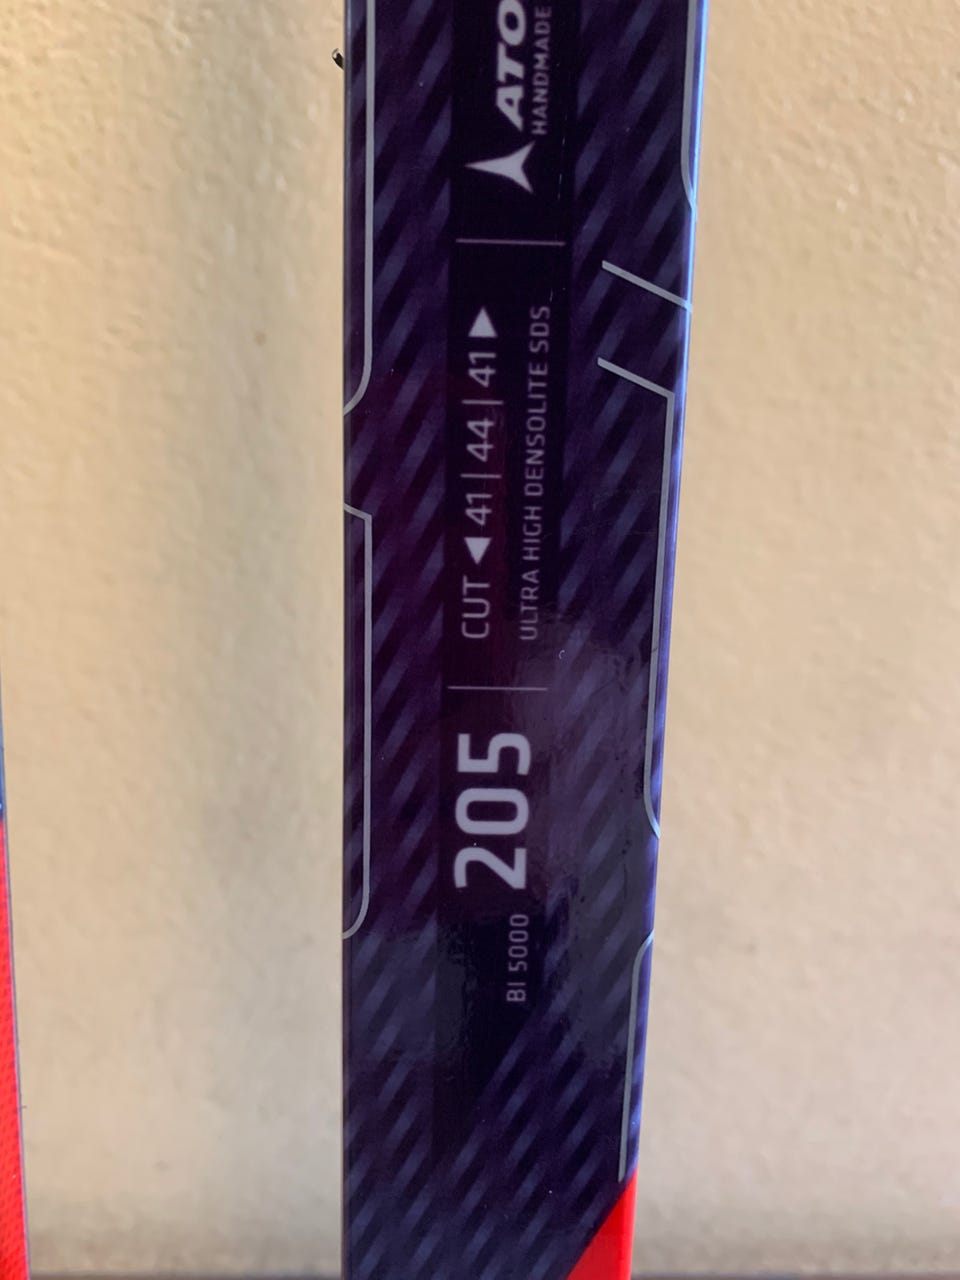 BI 5000
205
CUT ◀ 41 | 44 | 41 ▶
ULTRA HIGH DENSOLITE SDS
ATO
HANDMADE